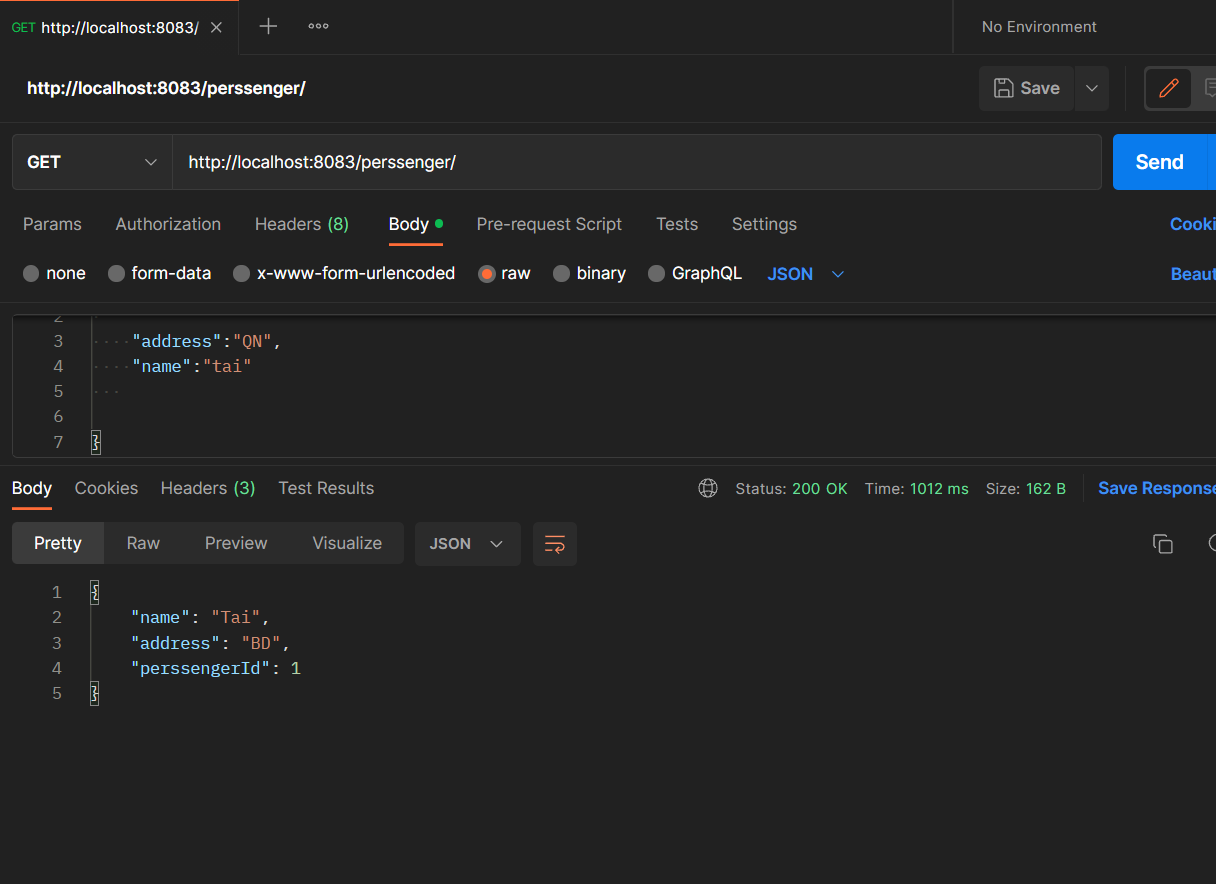 GET http://localhost:8083/
No Environment
http://localhost:8083/perssenger/
Save
GET
http://localhost:8083/perssenger/
Send
Params Authorization Headers (8) Body Pre-request Script Tests Settings Cooki
none form-data x-www-form-urlencoded raw binary GraphQL JSON Beaut
2
3 "address":"QN",
4 "name":"tai"
5
6
7 }
Body Cookies Headers (3) Test Results Status: 200 OK Time: 1012 ms Size: 162 B Save Response
Pretty Raw Preview Visualize JSON
1 {
2 "name": "Tai",
3 "address": "BD",
4 "perssengerId": 1
5 }